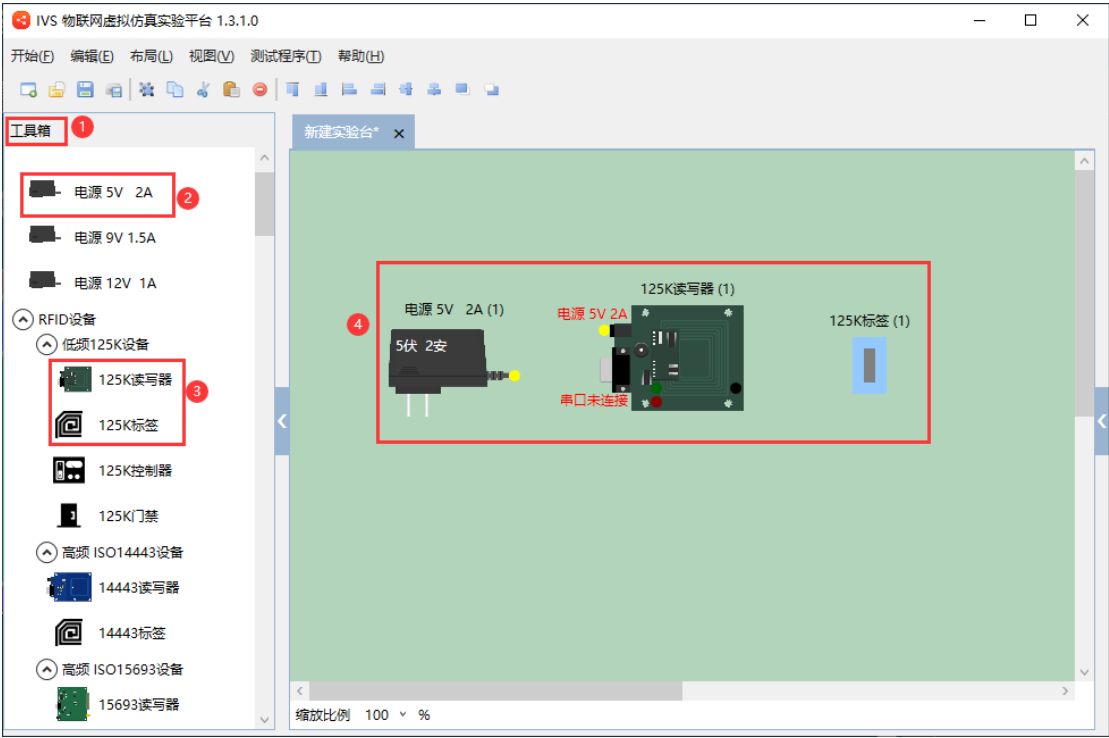 IVS 物联网虚拟仿真实验平台 1.3.1.0
开始(F) 编辑(E) 布局(L) 视图(V) 测试程序(T) 帮助(H)
工具箱
1
新建实验台*
电源 5V 2A
2
电源 9V 1.5A
电源 12V 1A
RFID设备
低频125K设备
125K读写器
3
125K标签
125K控制器
125K门禁
高频 ISO14443设备
14443读写器
14443标签
高频 ISO15693设备
15693读写器
4
电源 5V 2A (1)
5伏 2安
125K读写器 (1)
电源 5V 2A
串口未连接
125K标签 (1)
缩放比例 100 %